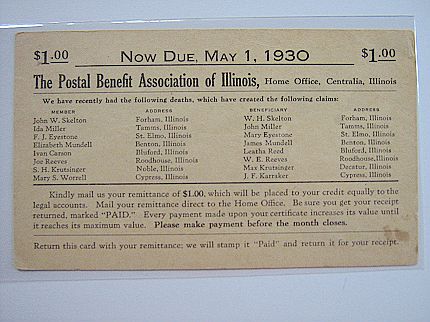 $1.00 Now Due, May 1, 1930 $1.00
The Postal Benefit Association of Illinois, Home Office, Centralia, Illinois
We have recently had the following deaths, which have created the following claims:
MEMBER ADDRESS BENEFICIARY ADDRESS
John W. Skelton Forham, Illinois W. H. Skelton Forham, Illinois
Ida Miller Tamms, Illinois John Miller Tamms, Illinois
F. J. Eyestone St. Elmo, Illinois Mary Eyestone St. Elmo, Illinois
Elizabeth Mundell Benton, Illinois James Mundell Benton, Illinois
Ivan Carson Bluford, Illinois Leatha Reed Bluford, Illinois
Joe Reeves Roodhouse, Illinois W. E. Reeves Roodhouse, Illinois
S. H. Krutsinger Noble, Illinois Max Krutsinger Decatur, Illinois
Mary S. Worrell Cypress, Illinois J. F. Karraker Cypress, Illinois
Kindly mail us your remittance of $1.00, which will be placed to your credit equally to the
legal accounts. Mail your remittance direct to the Home Office. Be sure you get your receipt
returned, marked "PAID." Every payment made upon your certificate increases its value until
it reaches its maximum value. Please make payment before the month closes.
Return this card with your remittance; we will stamp it "Paid" and return it for your receipt.